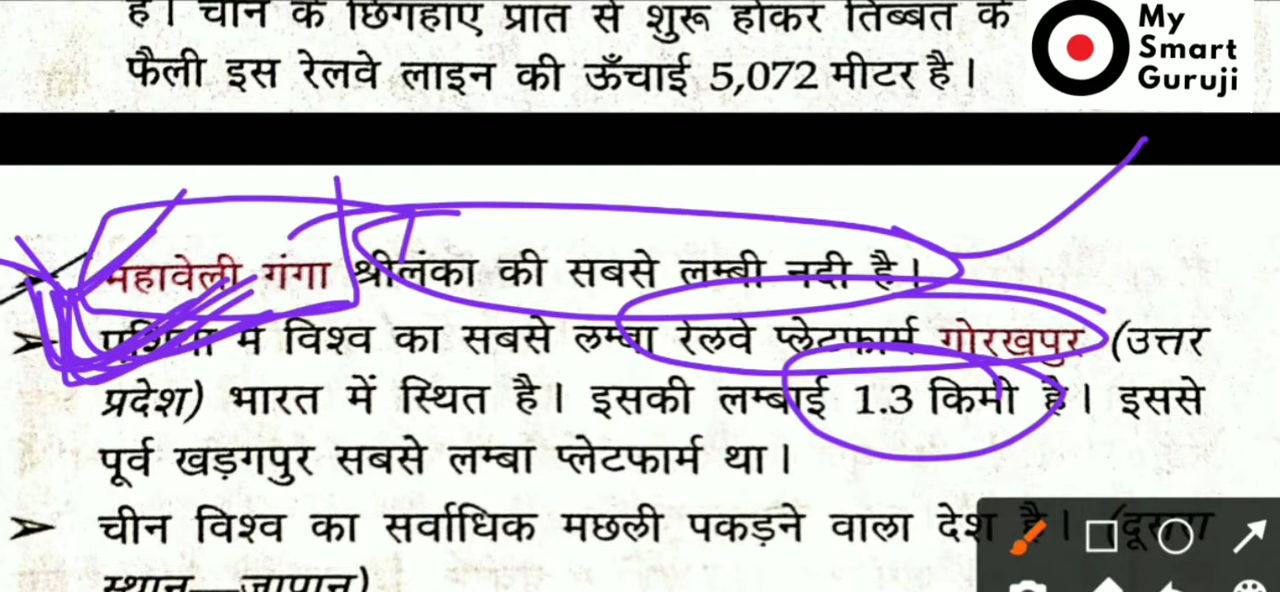 है। चीन के छिंगहाए प्रांत से शुरू होकर तिब्बत के
फैली इस रेलवे लाइन की ऊँचाई 5,072 मीटर है।
My
Smart
Guruji
महावेली गंगा श्रीलंका की सबसे लम्बी नदी है।
➤ एशिया में विश्व का सबसे लम्बा रेलवे प्लेटफार्म गोरखपुर (उत्तर
प्रदेश) भारत में स्थित है। इसकी लम्बाई 1.3 किमी है। इससे
पूर्व खड़गपुर सबसे लम्बा प्लेटफार्म था।
➤ चीन विश्व का सर्वाधिक मछली पकड़ने वाला देश है। (दूसरा
स्थान—जापान)